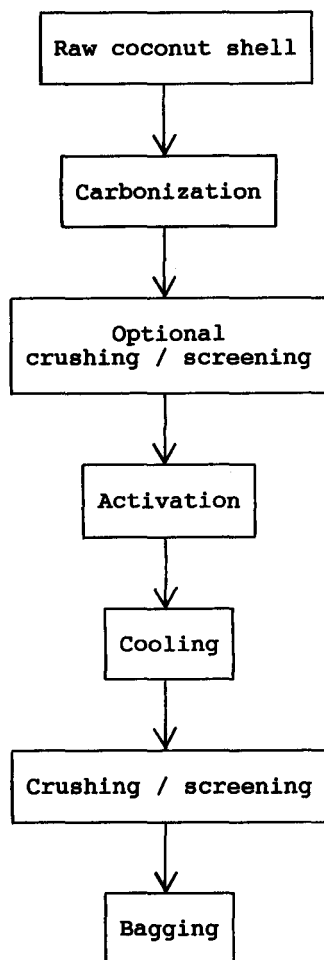 Raw coconut shell
Carbonization
Optional
crushing / screening
Activation
Cooling
Crushing / screening
Bagging